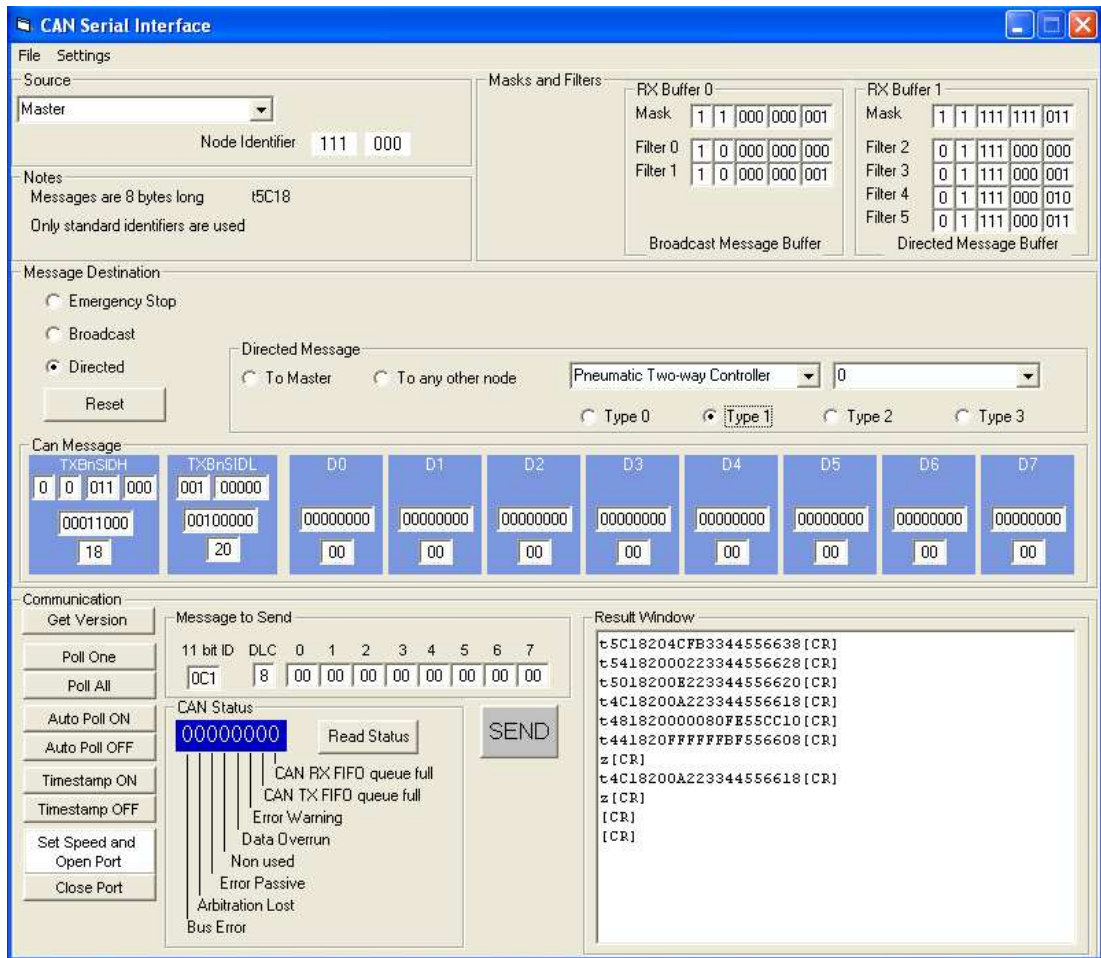 CAN Serial Interface
File Settings
Source
Master
Node Identifier 111 000
Notes
Messages are 8 bytes long t5C18
Only standard identifiers are used
Masks and Filters
RX Buffer 0
Mask 1 1 000 000 001
Filter 0 1 0 000 000 000
Filter 1 1 0 000 000 001
Broadcast Message Buffer
RX Buffer 1
Mask 1 1 111 111 011
Filter 2 0 1 111 000 000
Filter 3 0 1 111 000 001
Filter 4 0 1 111 000 010
Filter 5 0 1 111 000 011
Directed Message Buffer
Message Destination
Emergency Stop
Broadcast
Directed
Reset
Directed Message
To Master To any other node Pneumatic Two-way Controller 0
Type 0 Type 1 Type 2 Type 3
Can Message
TXBnSIDH TXBnSIDL D0 D1 D2 D3 D4 D5 D6 D7
0 0 011 000 001 00000
00011000 00100000 00000000 00000000 00000000 00000000 00000000 00000000 00000000 00000000
18 20 00 00 00 00 00 00 00 00
Communication
Get Version
Poll One
Poll All
Auto Poll ON
Auto Poll OFF
Timestamp ON
Timestamp OFF
Set Speed and
Open Port
Close Port
Message to Send
11 bit ID DLC 0 1 2 3 4 5 6 7
0C1 8 00 00 00 00 00 00 00 00
CAN Status
00000000 Read Status
CAN RX FIFO queue full
CAN TX FIFO queue full
Error Warning
Data Overrun
Non used
Error Passive
Arbitration Lost
Bus Error
SEND
Result Window
t5C18204CFB3344556638[CR]
t54182000223344556628[CR]
t5018200E223344556620[CR]
t4C18200A223344556618[CR]
t481820000080FE55CC10[CR]
t441820FFFFFFBF556608[CR]
z[CR]
t4C18200A223344556618[CR]
z[CR]
[CR]
[CR]